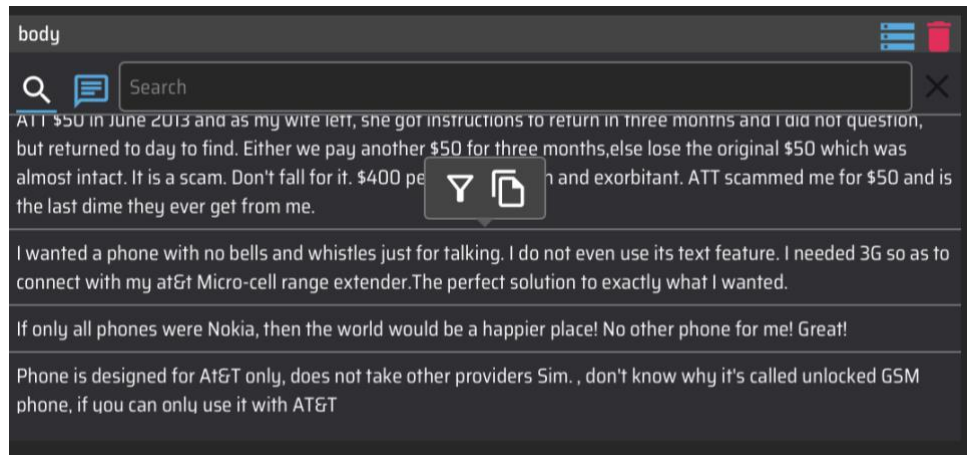 body
Search
ATT $50 in June 2013 and as my wife left, she got instructions to return in three months and I did not question,
but returned to day to find. Either we pay another $50 for three months,else lose the original $50 which was
almost intact. It is a scam. Don't fall for it. $400 pe and exorbitant. ATT scammed me for $50 and is
the last dime they ever get from me.
I wanted a phone with no bells and whistles just for talking. I do not even use its text feature. I needed 3G so as to
connect with my at&t Micro-cell range extender.The perfect solution to exactly what I wanted.
If only all phones were Nokia, then the world would be a happier place! No other phone for me! Great!
Phone is designed for At&T only, does not take other providers Sim. , don't know why it's called unlocked GSM
phone, if you can only use it with AT&T